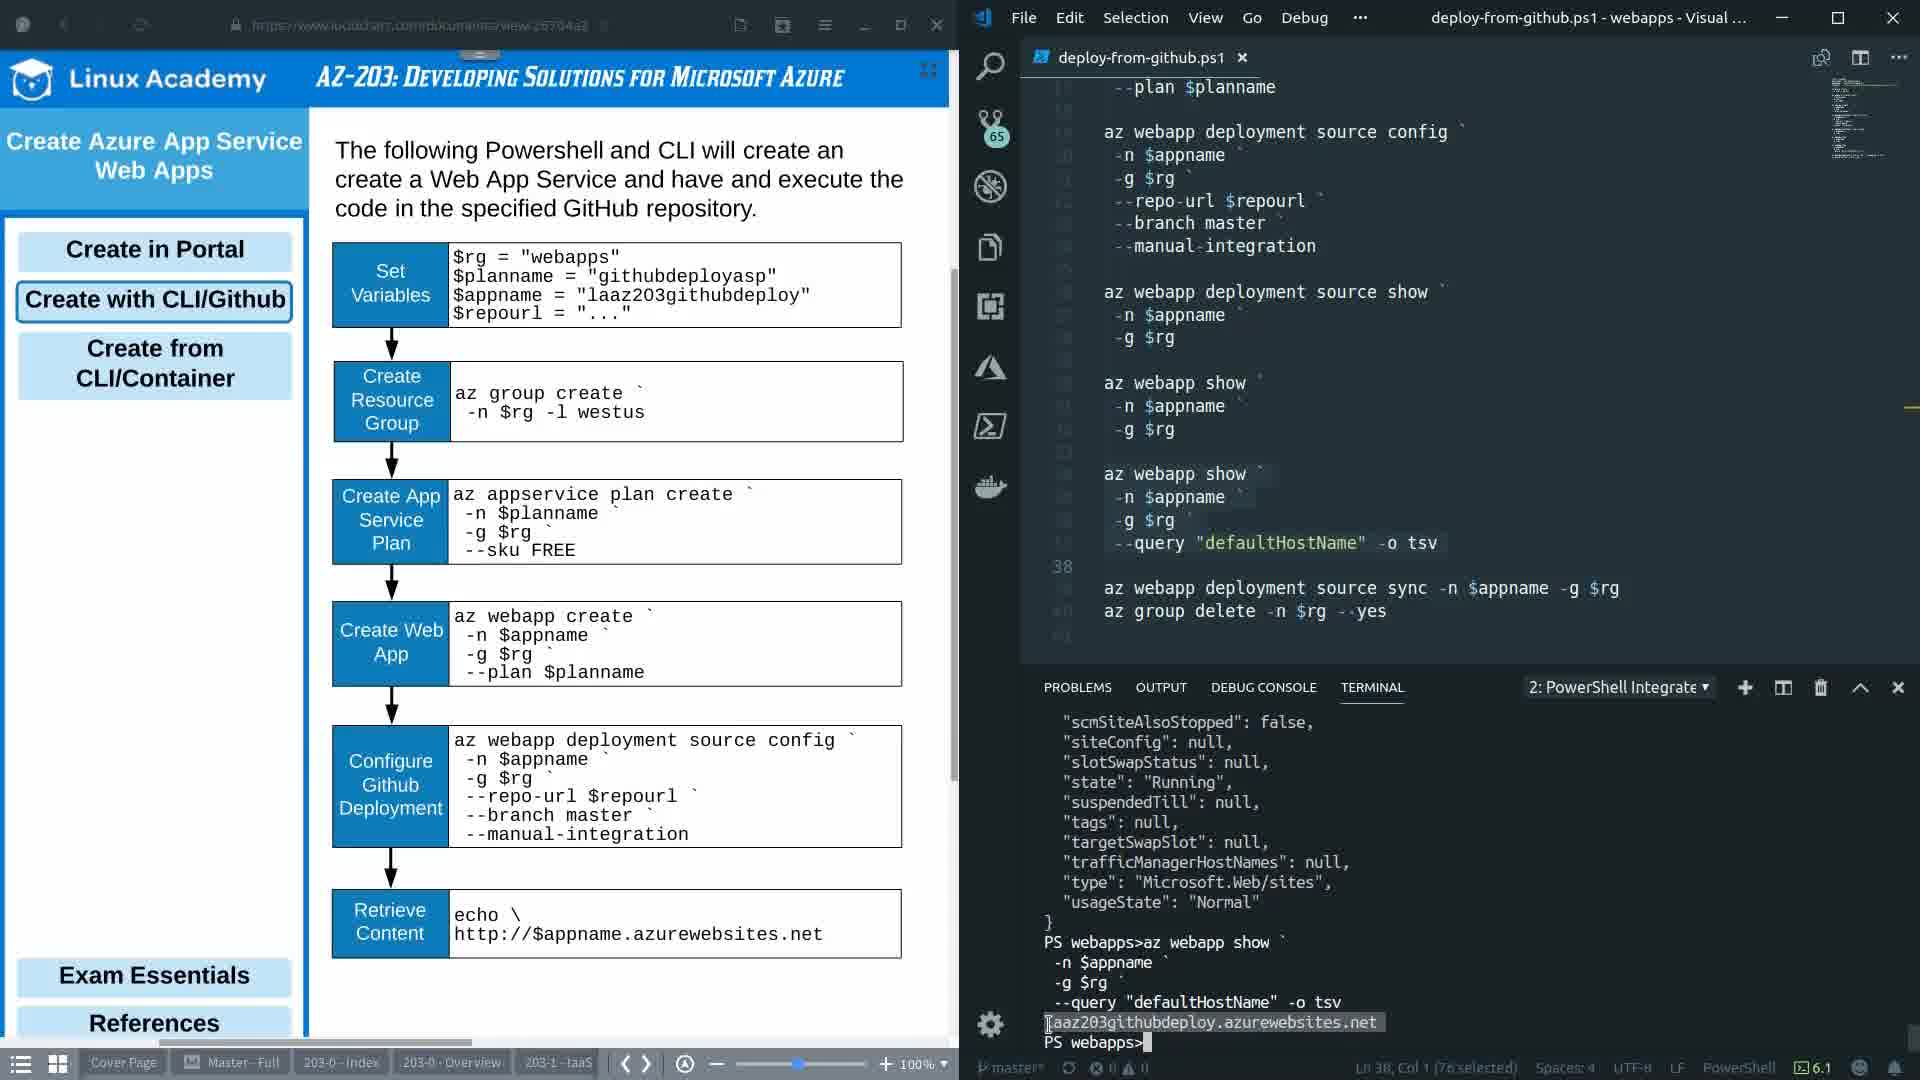 https://www.lucidchart.com/documents/view/26704a2
Linux Academy
AZ-203: Developing Solutions for Microsoft Azure
Create Azure App Service
Web Apps
Create in Portal
Create with CLI/Github
Create from
CLI/Container
Exam Essentials
References
The following Powershell and CLI will create an
create a Web App Service and have and execute the
code in the specified GitHub repository.
Set
Variables
$rg = "webapps"
$planname = "githubdeployasp"
$appname = "laaz2O3githubdeploy"
$repourl = "..."
Create
Resource
Group
az group create `
-n $rg -l westus
Create App
Service
Plan
az appservice plan create `
-n $planname `
-g $rg `
--sku FREE
Create Web
App
az webapp create `
-n $appname `
-g $rg `
--plan $planname
Configure
Github
Deployment
az webapp deployment source config `
-n $appname `
-g $rg `
--repo-url $repourl `
--branch master `
--manual-integration
Retrieve
Content
echo \
http://$appname.azurewebsites.net
Cover Page
Master - Full
203-0 - Index
203-0 - Overview
203-1 - IaaS
100%
File Edit Selection View Go Debug ···
deploy-from-github.ps1 - webapps - Visual ...
deploy-from-github.ps1
65
--plan $planname
az webapp deployment source config `
-n $appname `
-g $rg `
--repo-url $repourl `
--branch master `
--manual-integration
az webapp deployment source show `
-n $appname `
-g $rg
az webapp show `
-n $appname `
-g $rg
az webapp show `
-n $appname `
-g $rg `
--query "defaultHostName" -o tsv
38
az webapp deployment source sync -n $appname -g $rg
az group delete -n $rg --yes
PROBLEMS OUTPUT DEBUG CONSOLE TERMINAL
2: PowerShell Integrate
"scmSiteAlsoStopped": false,
"siteConfig": null,
"slotSwapStatus": null,
"state": "Running",
"suspendedTill": null,
"tags": null,
"targetSwapSlot": null,
"trafficManagerHostNames": null,
"type": "Microsoft.Web/sites",
"usageState": "Normal"
}
PS webapps>az webapp show `
-n $appname `
-g $rg `
--query "defaultHostName" -o tsv
laaz203githubdeploy.azurewebsites.net
PS webapps>
master*
0 0
Ln 38, Col 1 (76 selected)
Spaces: 4
UTF-8
LF
PowerShell
6.1